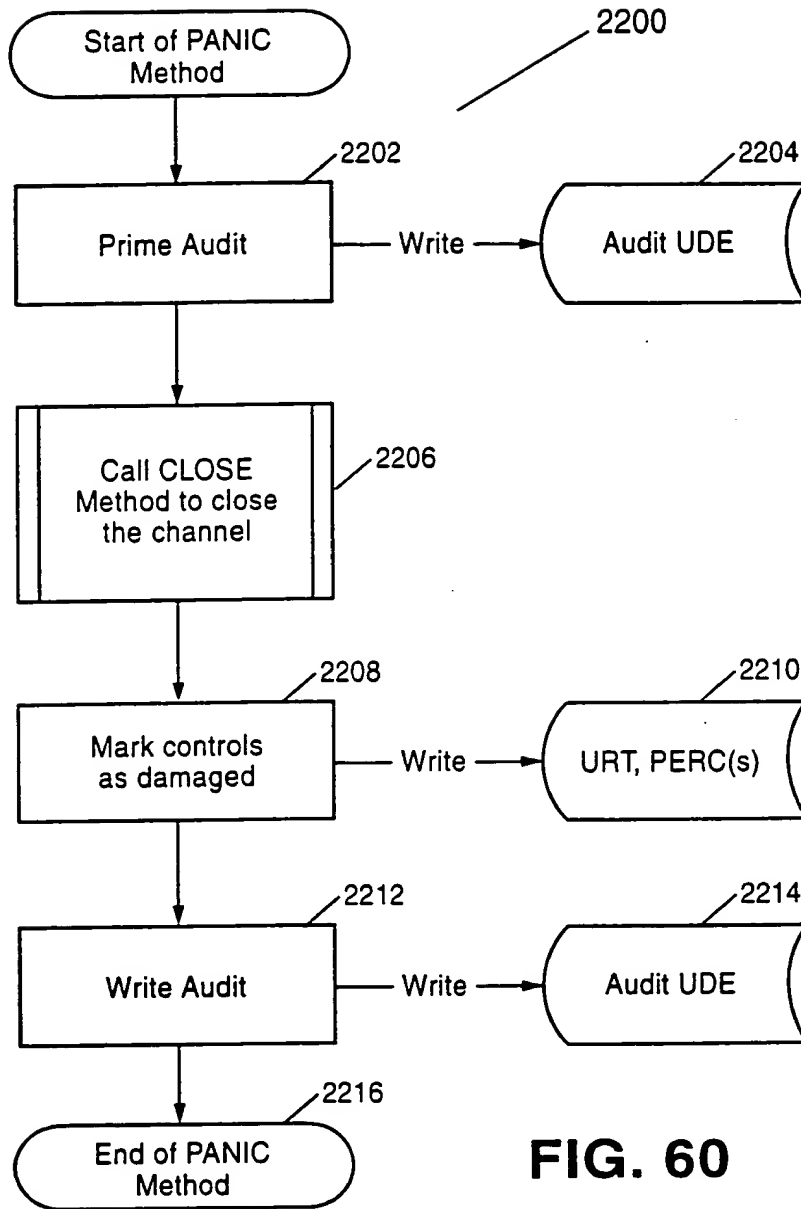 Start of PANIC
Method
2200
2202
Prime Audit
Write
2204
Audit UDE
Call CLOSE
Method to close
the channel
2206
2208
Mark controls
as damaged
Write
2210
URT, PERC(s)
2212
Write Audit
Write
2214
Audit UDE
2216
End of PANIC
Method
FIG. 60